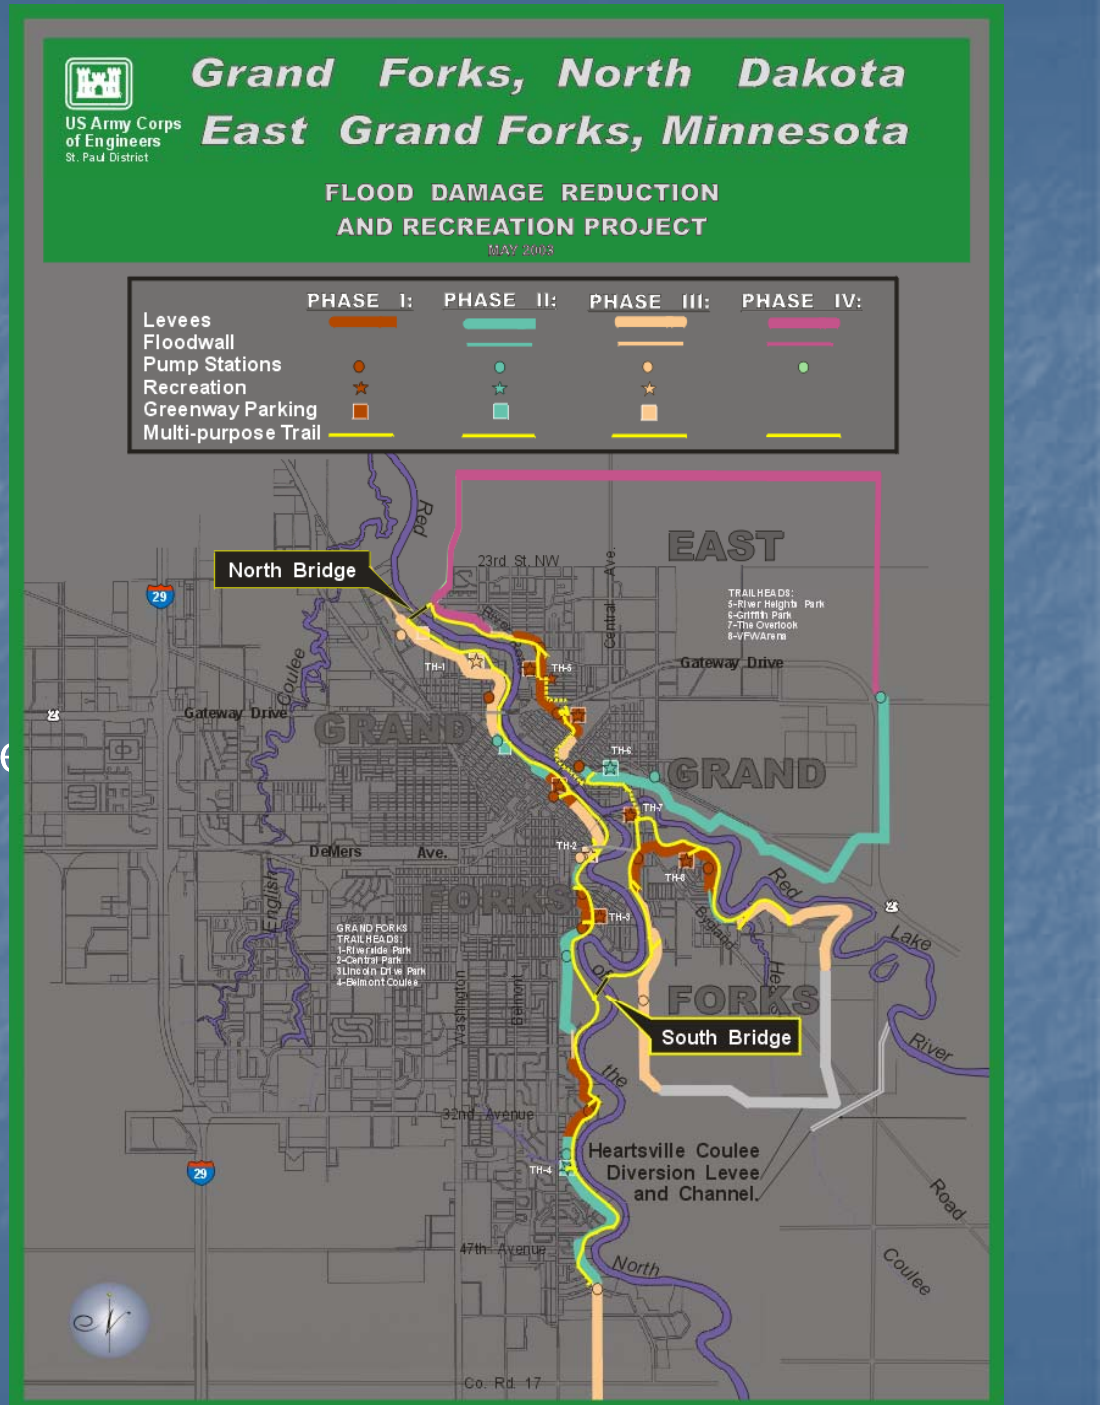 US Army Corps
of Engineers
St. Paul District
Grand Forks, North Dakota
East Grand Forks, Minnesota
FLOOD DAMAGE REDUCTION
AND RECREATION PROJECT
MAY 2003
PHASE I: PHASE II: PHASE III: PHASE IV:
Levees
Floodwall
Pump Stations
Recreation
Greenway Parking
Multi-purpose Trail
Red
EAST
23rd St. NW
Central Ave.
North Bridge
29
TRAILHEADS:
5-River Heights Park
6-Griffith Park
7-The Overlook
8-VFW Arena
River
TH-1
TH-5
Gateway Drive
Coulee
2
Gateway Drive
GRAND
TH-6
GRAND
e
TH-7
TH-2
DeMers Ave.
TH-8
Red
English
FORKS
2
TH-3
Bygland
Lake
GRAND FORKS
TRAILHEADS:
1-Riverside Park
2-Central Park
3Lincoln Drive Park
4-Belmont Coulee
Washington
Belmont
of
FORKS
South Bridge
River
the
32nd Avenue
Heartsville Coulee
Diversion Levee
and Channel.
TH-4
29
Road
47th Avenue
North
Coulee
N
Co. Rd. 17